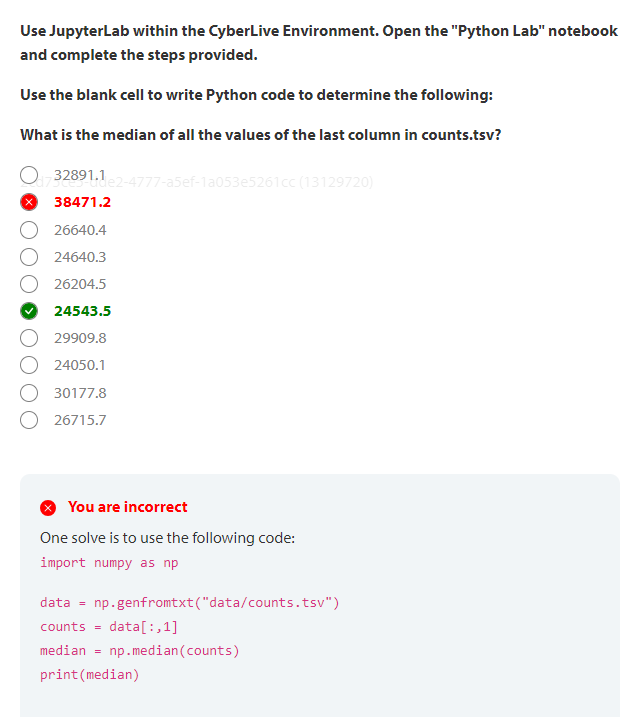 Use JupyterLab within the CyberLive Environment. Open the "Python Lab" notebook
and complete the steps provided.
Use the blank cell to write Python code to determine the following:
What is the median of all the values of the last column in counts.tsv?
32891.1
-4777-a5ef-1a053e5261cc (13129720)
38471.2
26640.4
24640.3
26204.5
24543.5
29909.8
24050.1
30177.8
26715.7
You are incorrect
One solve is to use the following code:
import numpy as np
data = np.genfromtxt("data/counts.tsv")
counts = data[:,1]
median = np.median(counts)
print(median)